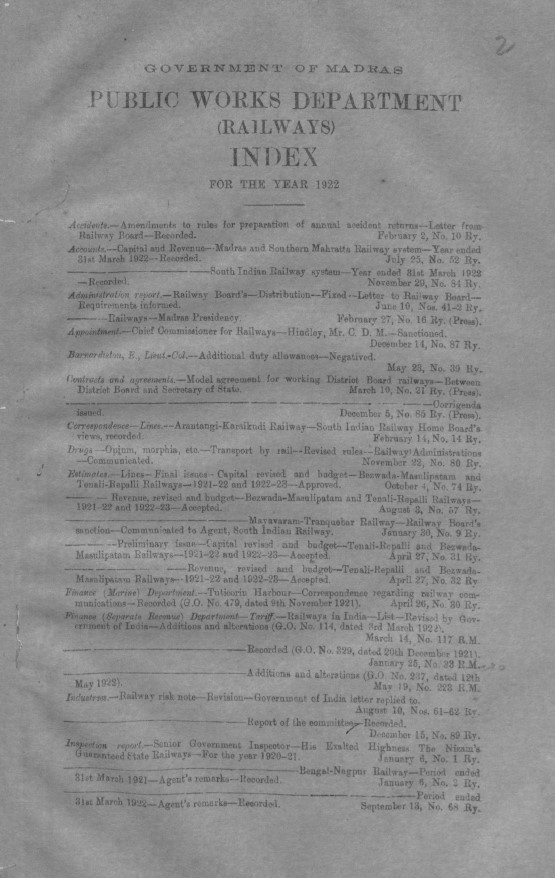 2
GOVERNMENT OF MADRAS
PUBLIC WORKS DEPARTMENT
(RAILWAYS)
INDEX
FOR THE YEAR 1922
Accidents.—Amendments to rules for preparation of annual accident returns—Letter from
Railway Board—Recorded. February 2, No. 10 Ry.
Accounts.—Capital and Revenue—Madras and Southern Mahratta Railway system—Year ended
31st March 1922—Recorded. July 25, No. 52 Ry.
————South Indian Railway system—Year ended 31st March 1922
—Recorded. November 29, No. 84 Ry.
Administration report.—Railway Board's—Distribution—Fixed—Letter to Railway Board—
Requirements informed. June 10, Nos. 41-2 Ry.
————Railways—Madras Presidency. February 27, No. 16 Ry. (Press).
Appointment.—Chief Commissioner for Railways—Hindley, Mr. C. D. M.—Sanctioned.
December 14, No. 87 Ry.
Barnardiston, E., Lieut.-Col.—Additional duty allowances—Negatived.
May 23, No. 39 Ry.
Contracts and agreements.—Model agreement for working District Board railways—Between
District Board and Secretary of State. March 10, No. 21 Ry. (Press).
————Corrigenda
issued. December 5, No. 85 Ry. (Press).
Correspondence—Lines.—Arantangi-Karaikudi Railway—South Indian Railway Home Board's
views, recorded. February 14, No. 14 Ry.
Drugs—Opium, morphia, etc.—Transport by rail—Revised rules—Railway Administrations
—Communicated. November 22, No. 80 Ry.
Estimates.—Lines—Final issues—Capital revised and budget—Bezwada-Masulipatam and
Tenali-Repalli Railways—1921-22 and 1922-23—Approved. October 4, No. 74 Ry.
————Revenue, revised and budget—Bezwada-Masulipatam and Tenali-Repalli Railways—
1921-22 and 1922-23—Accepted. August 3, No. 57 Ry.
————Mayavaram-Tranquebar Railway—Railway Board's
sanction—Communicated to Agent, South Indian Railway. January 30, No. 9 Ry.
————Preliminary issue—Capital revised and budget—Tenali-Repalli and Bezwada-
Masulipatam Railways—1921-22 and 1922-23—Accepted. April 27, No. 31 Ry.
————Revenue, revised and budget—Tenali-Repalli and Bezwada-
Masulipatam Railways—1921-22 and 1922-23—Accepted. April 27, No. 32 Ry
Finance (Marine) Department.—Tuticorin Harbour—Correspondence regarding railway com-
munications—Recorded (G.O. No. 479, dated 9th November 1921). April 26, No. 30 Ry.
Finance (Separate Revenue) Department—Tariff.—Railways in India—List—Revised by Gov-
ernment of India—Additions and alterations (G.O. No. 114, dated 3rd March 1922).
March 14, No. 117 R.M.
————Recorded (G.O. No. 329, dated 20th December 1921).
January 25, No. 23 R.M.
————Additions and alterations (G.O. No. 237, dated 12th
May 1922). May 19, No. 223 R.M.
Industries.—Railway risk note—Revision—Government of India letter replied to.
August 10, Nos. 61-62 Ry.
————Report of the committee—Recorded.
December 15, No. 89 Ry.
Inspection report.—Senior Government Inspector—His Exalted Highness The Nizam's
Guaranteed State Railways—For the year 1920-21. January 6, No. 1 Ry.
————Bengal-Nagpur Railway—Period ended
31st March 1921—Agent's remarks—Recorded. January 6, No. 2 Ry.
————Period ended
31st March 1922—Agent's remarks—Recorded. September 13, No. 68 Ry.